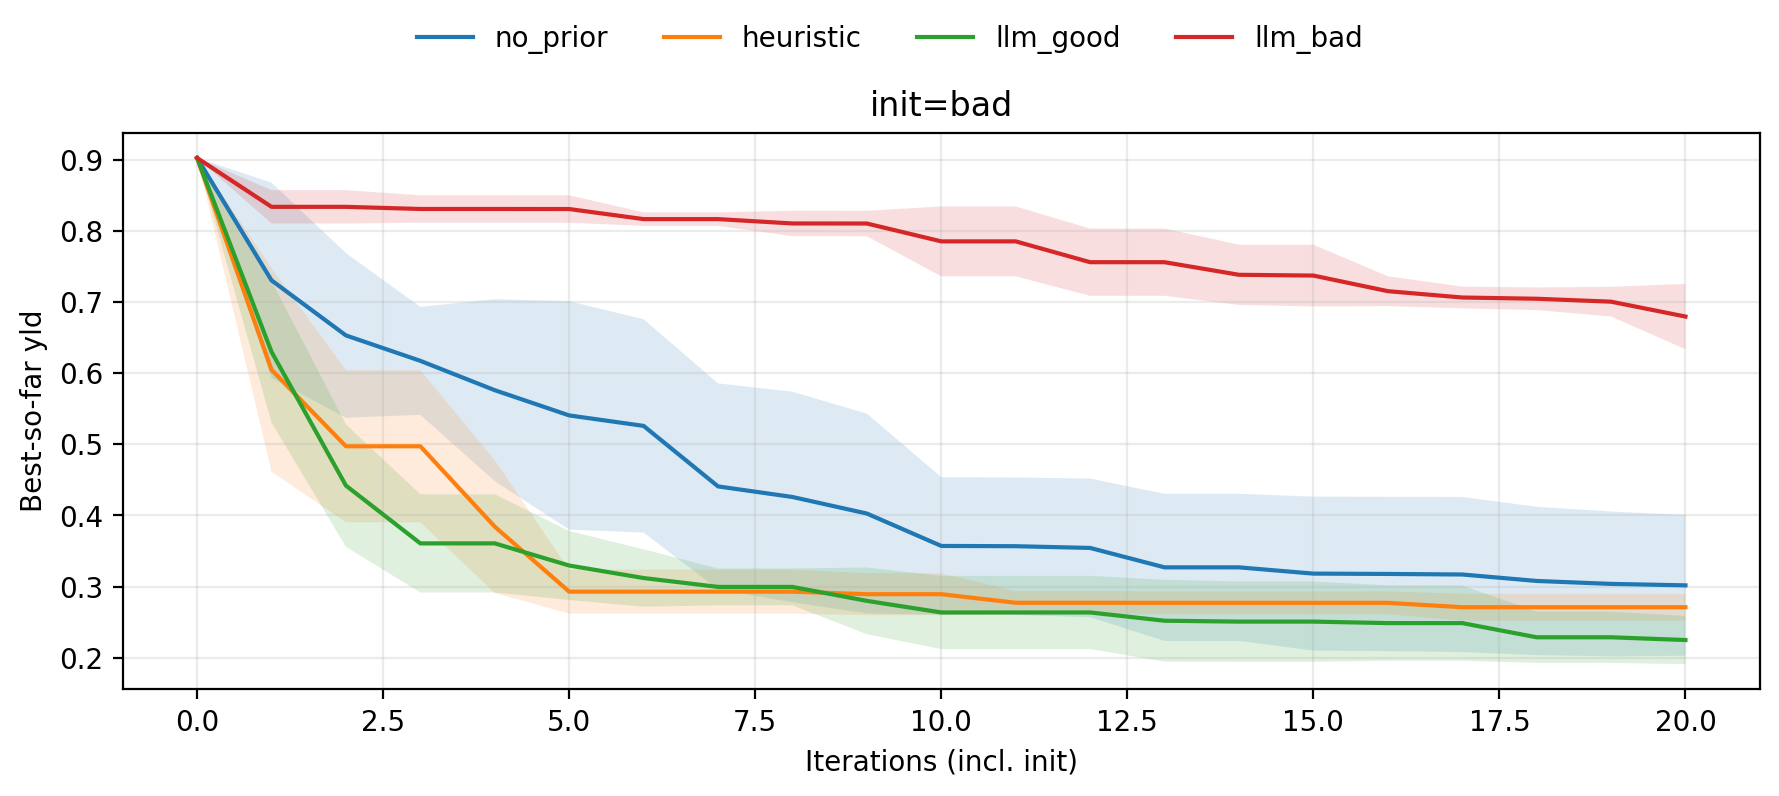 no_prior heuristic llm_good llm_bad
init=bad
Best-so-far yld
0.9
0.8
0.7
0.6
0.5
0.4
0.3
0.2
0.0 2.5 5.0 7.5 10.0 12.5 15.0 17.5 20.0
Iterations (incl. init)